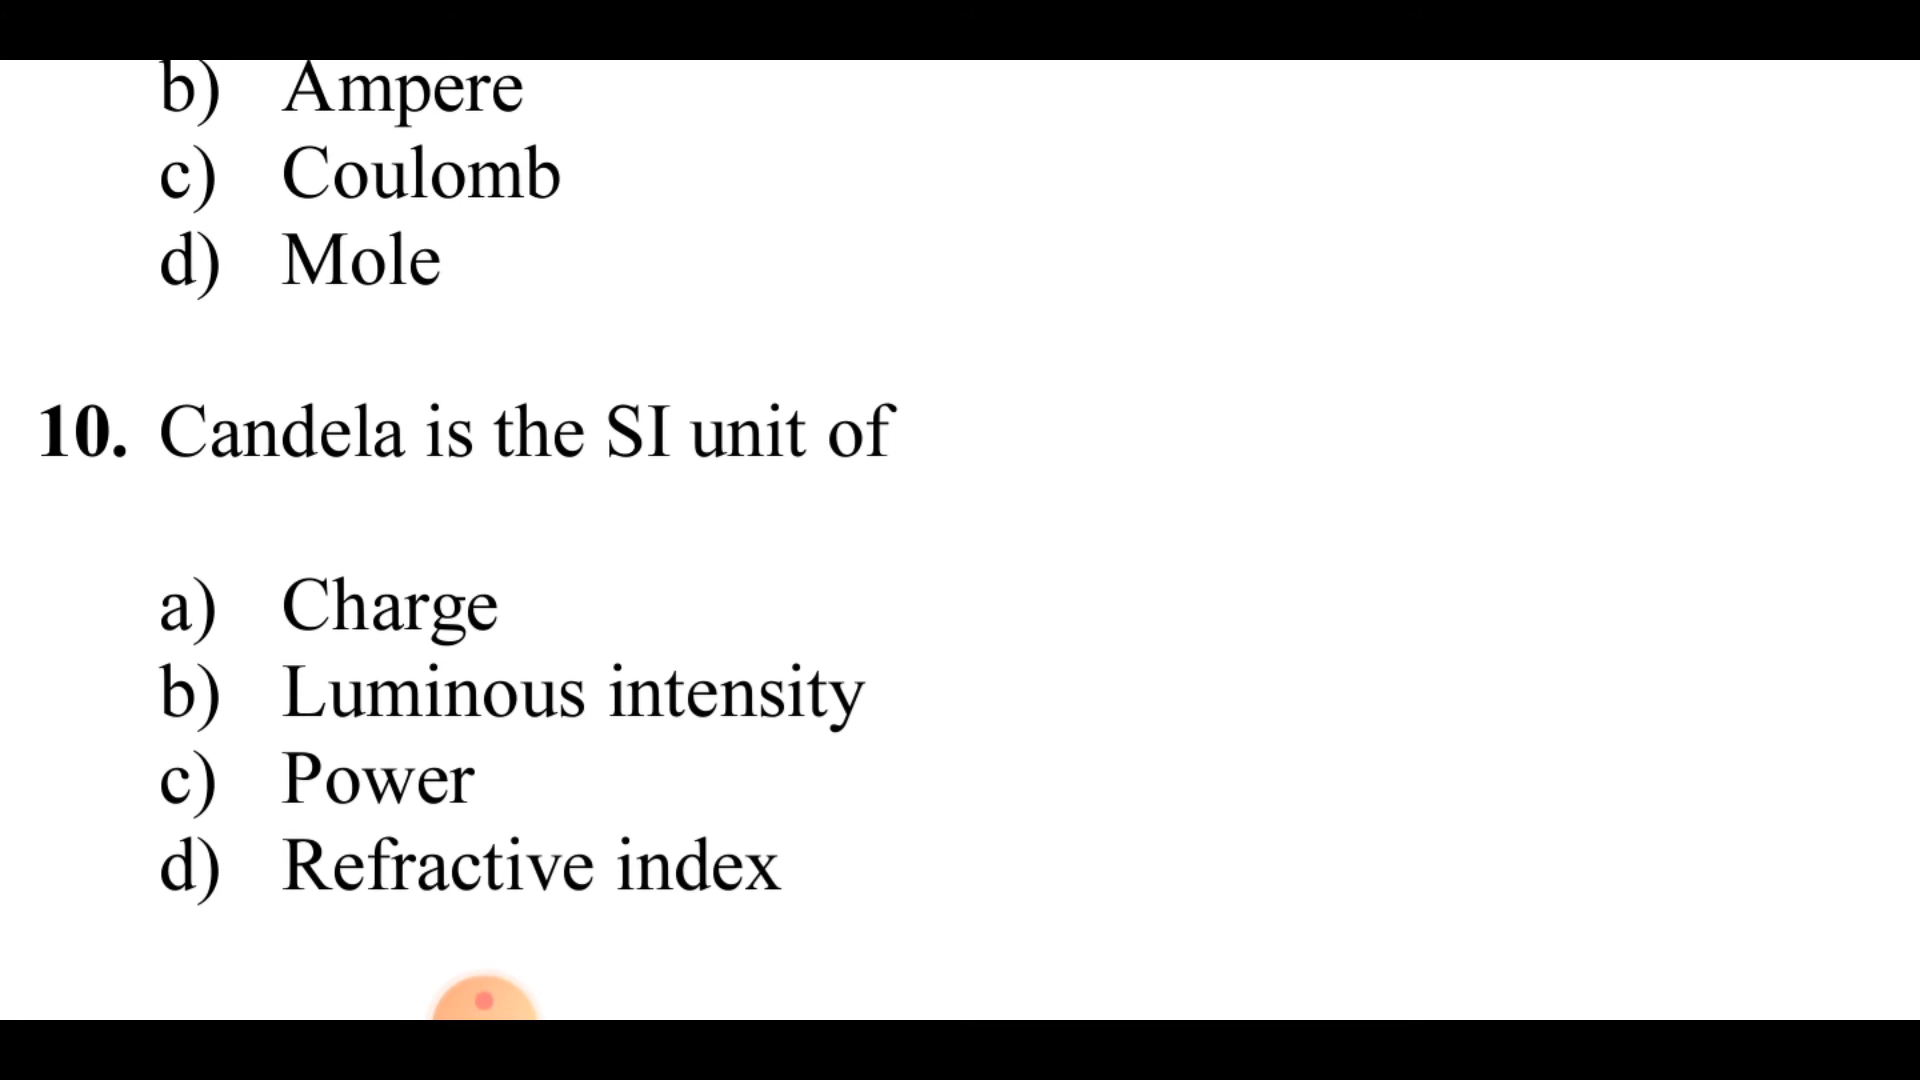 b) Ampere
c) Coulomb
d) Mole
10. Candela is the SI unit of
a) Charge
b) Luminous intensity
c) Power
d) Refractive index